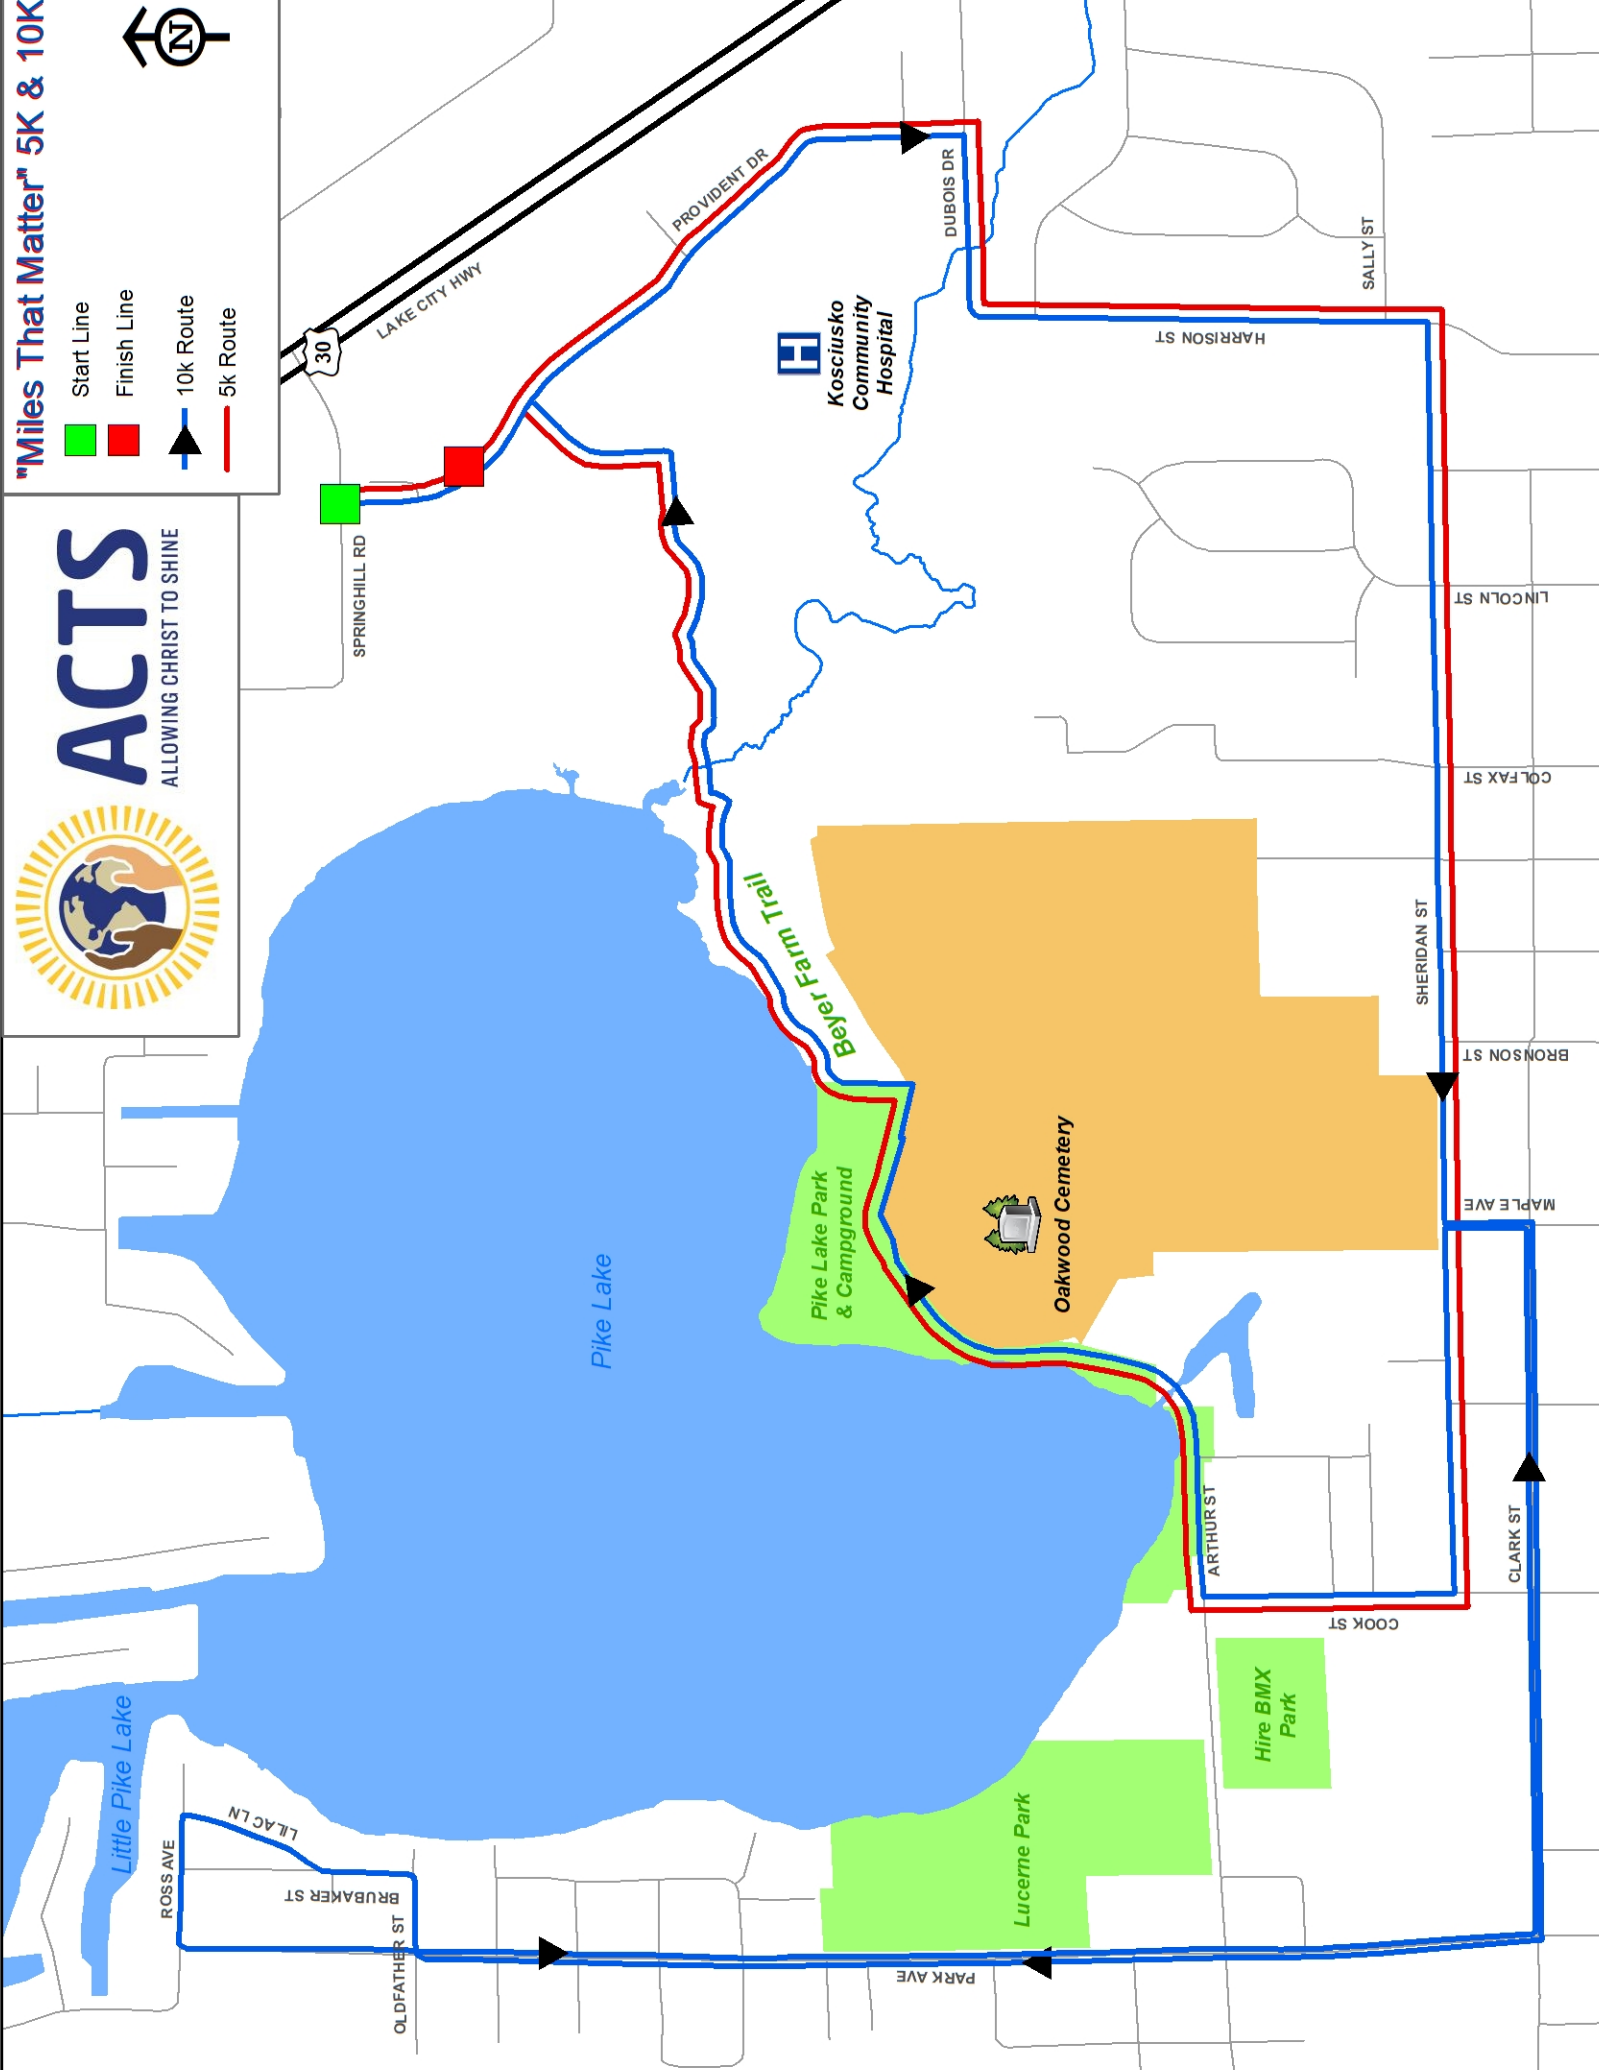 "Miles That Matter" 5K & 10K
N
Start Line
Finish Line
10k Route
5k Route
ACTS
ALLOWING CHRIST TO SHINE
30
LAKE CITY HWY
SPRINGHILL RD
PROVIDENT DR
DUBOIS DR
Kosciusko
Community
Hospital
HARRISON ST
SALLY ST
LINCOLN ST
COLFAX ST
SHERIDAN ST
BRONSON ST
MAPLE AVE
Beyer Farm Trail
Pike Lake Park
& Campground
Oakwood Cemetery
Pike Lake
ARTHUR ST
COOK ST
CLARK ST
Hire BMX
Park
Lucerne Park
Little Pike Lake
LILAC LN
ROSS AVE
BRUBAKER ST
OLDFATHER ST
PARK AVE